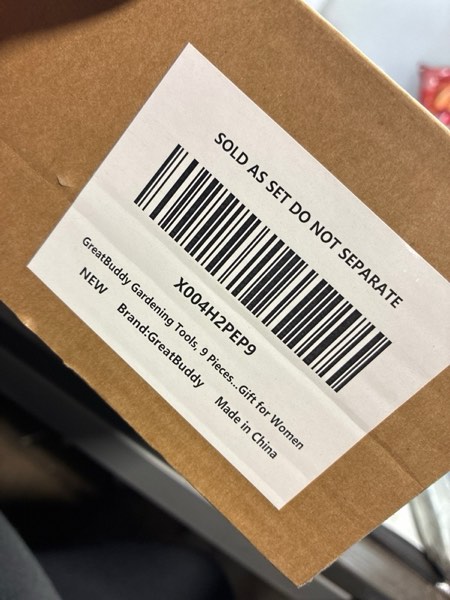 SOLD AS SET DO NOT SEPARATE
X004H2PEP9
GreatBuddy Gardening Tools, 9 Pieces...Gift for Women
NEW Brand:GreatBuddy Made in China